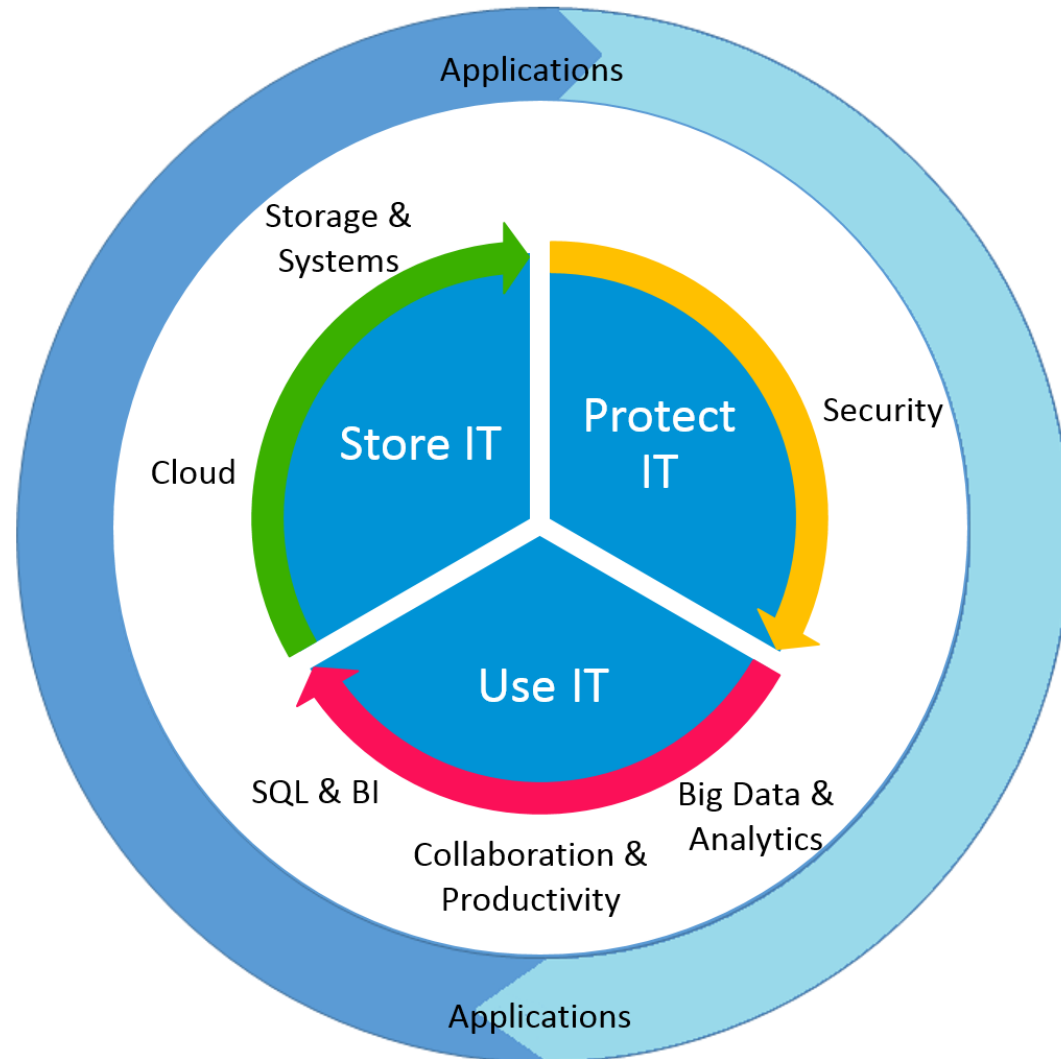 Applications
Storage &
Systems
Protect
IT
Security
Store IT
Cloud
Use IT
SQL & BI
Big Data &
Analytics
Collaboration &
Productivity
Applications